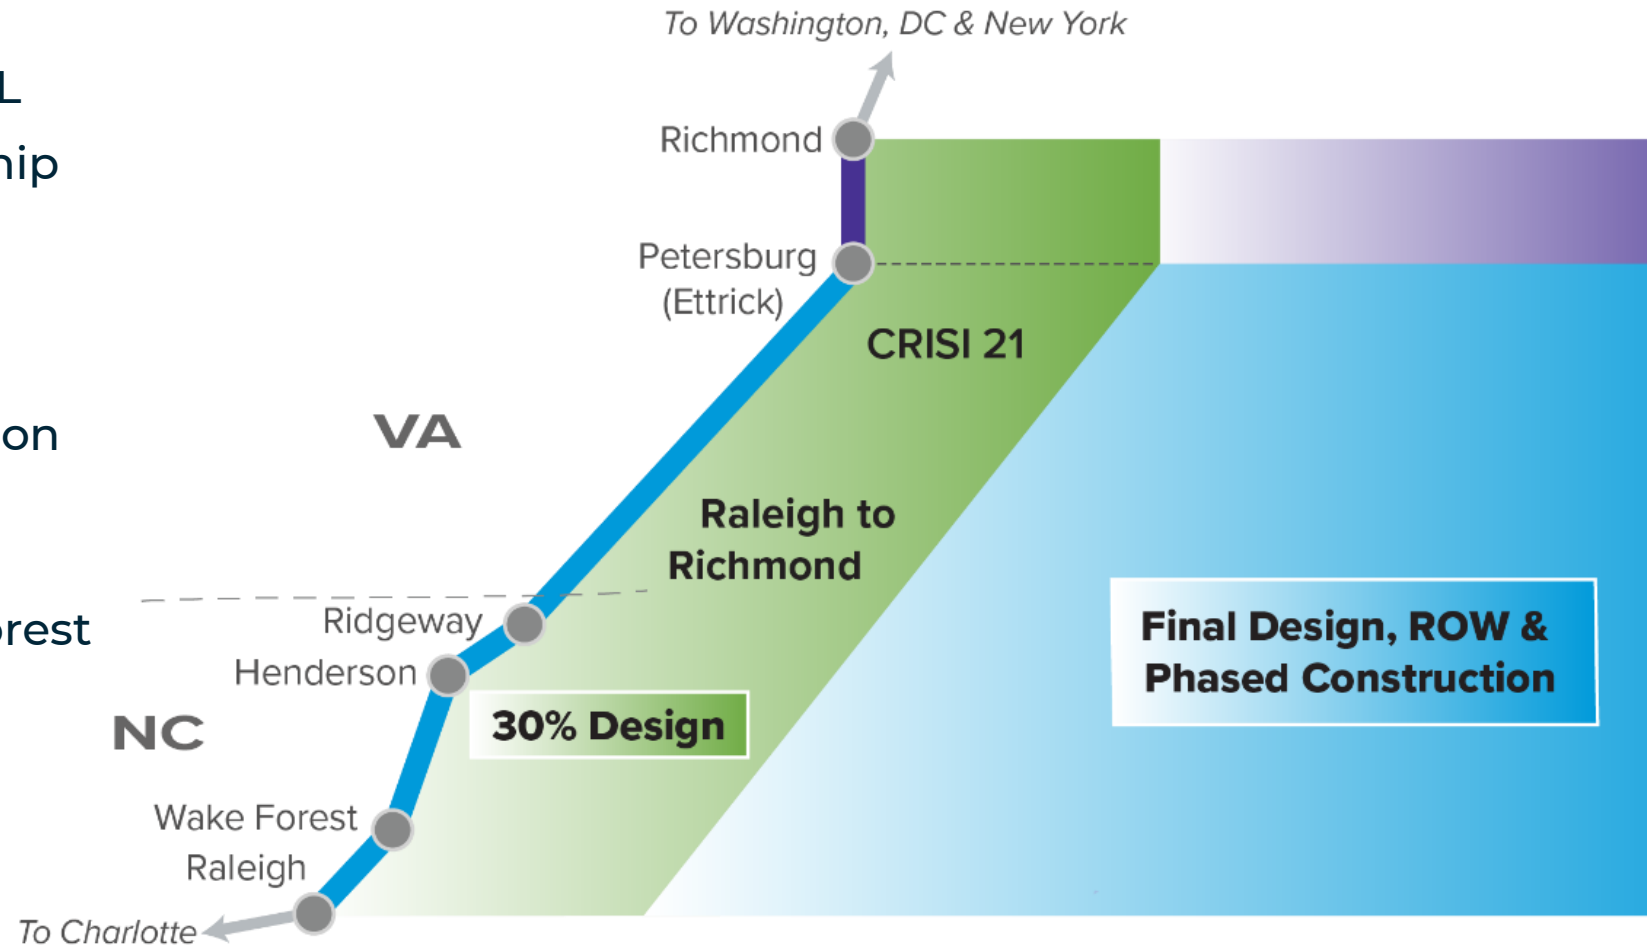 To Washington, DC & New York
L
hip
Richmond
Petersburg
(Ettrick)
CRISI 21
on
VA
Raleigh to
Richmond
orest
Ridgeway
Henderson
Final Design, ROW &
Phased Construction
30% Design
NC
Wake Forest
Raleigh
To Charlotte